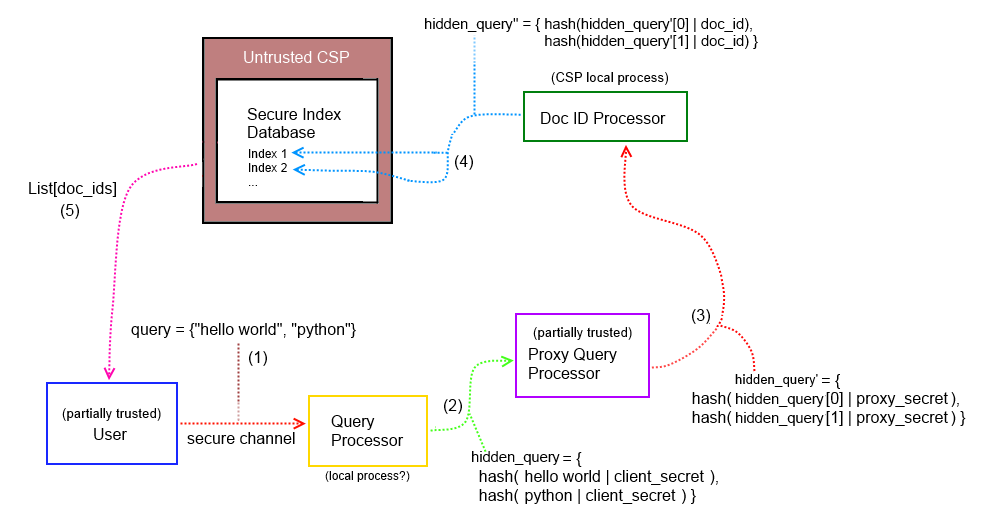 hidden_query" = { hash(hidden_query'[0] | doc_id),
hash(hidden_query'[1] | doc_id) }
Untrusted CSP
(CSP local process)
Secure Index
Database
Doc ID Processor
Index 1
Index 2
...
(4)
List[doc_ids]
(5)
query = {"hello world", "python"}
(1)
(3)
(partially trusted)
Proxy Query
Processor
hidden_query' = {
hash( hidden_query[0] | proxy_secret ),
hash( hidden_query[1] | proxy_secret ) }
(partially trusted)
User
secure channel
Query
Processor
(local process?)
(2)
hidden_query = {
hash( hello world | client_secret ),
hash( python | client_secret ) }